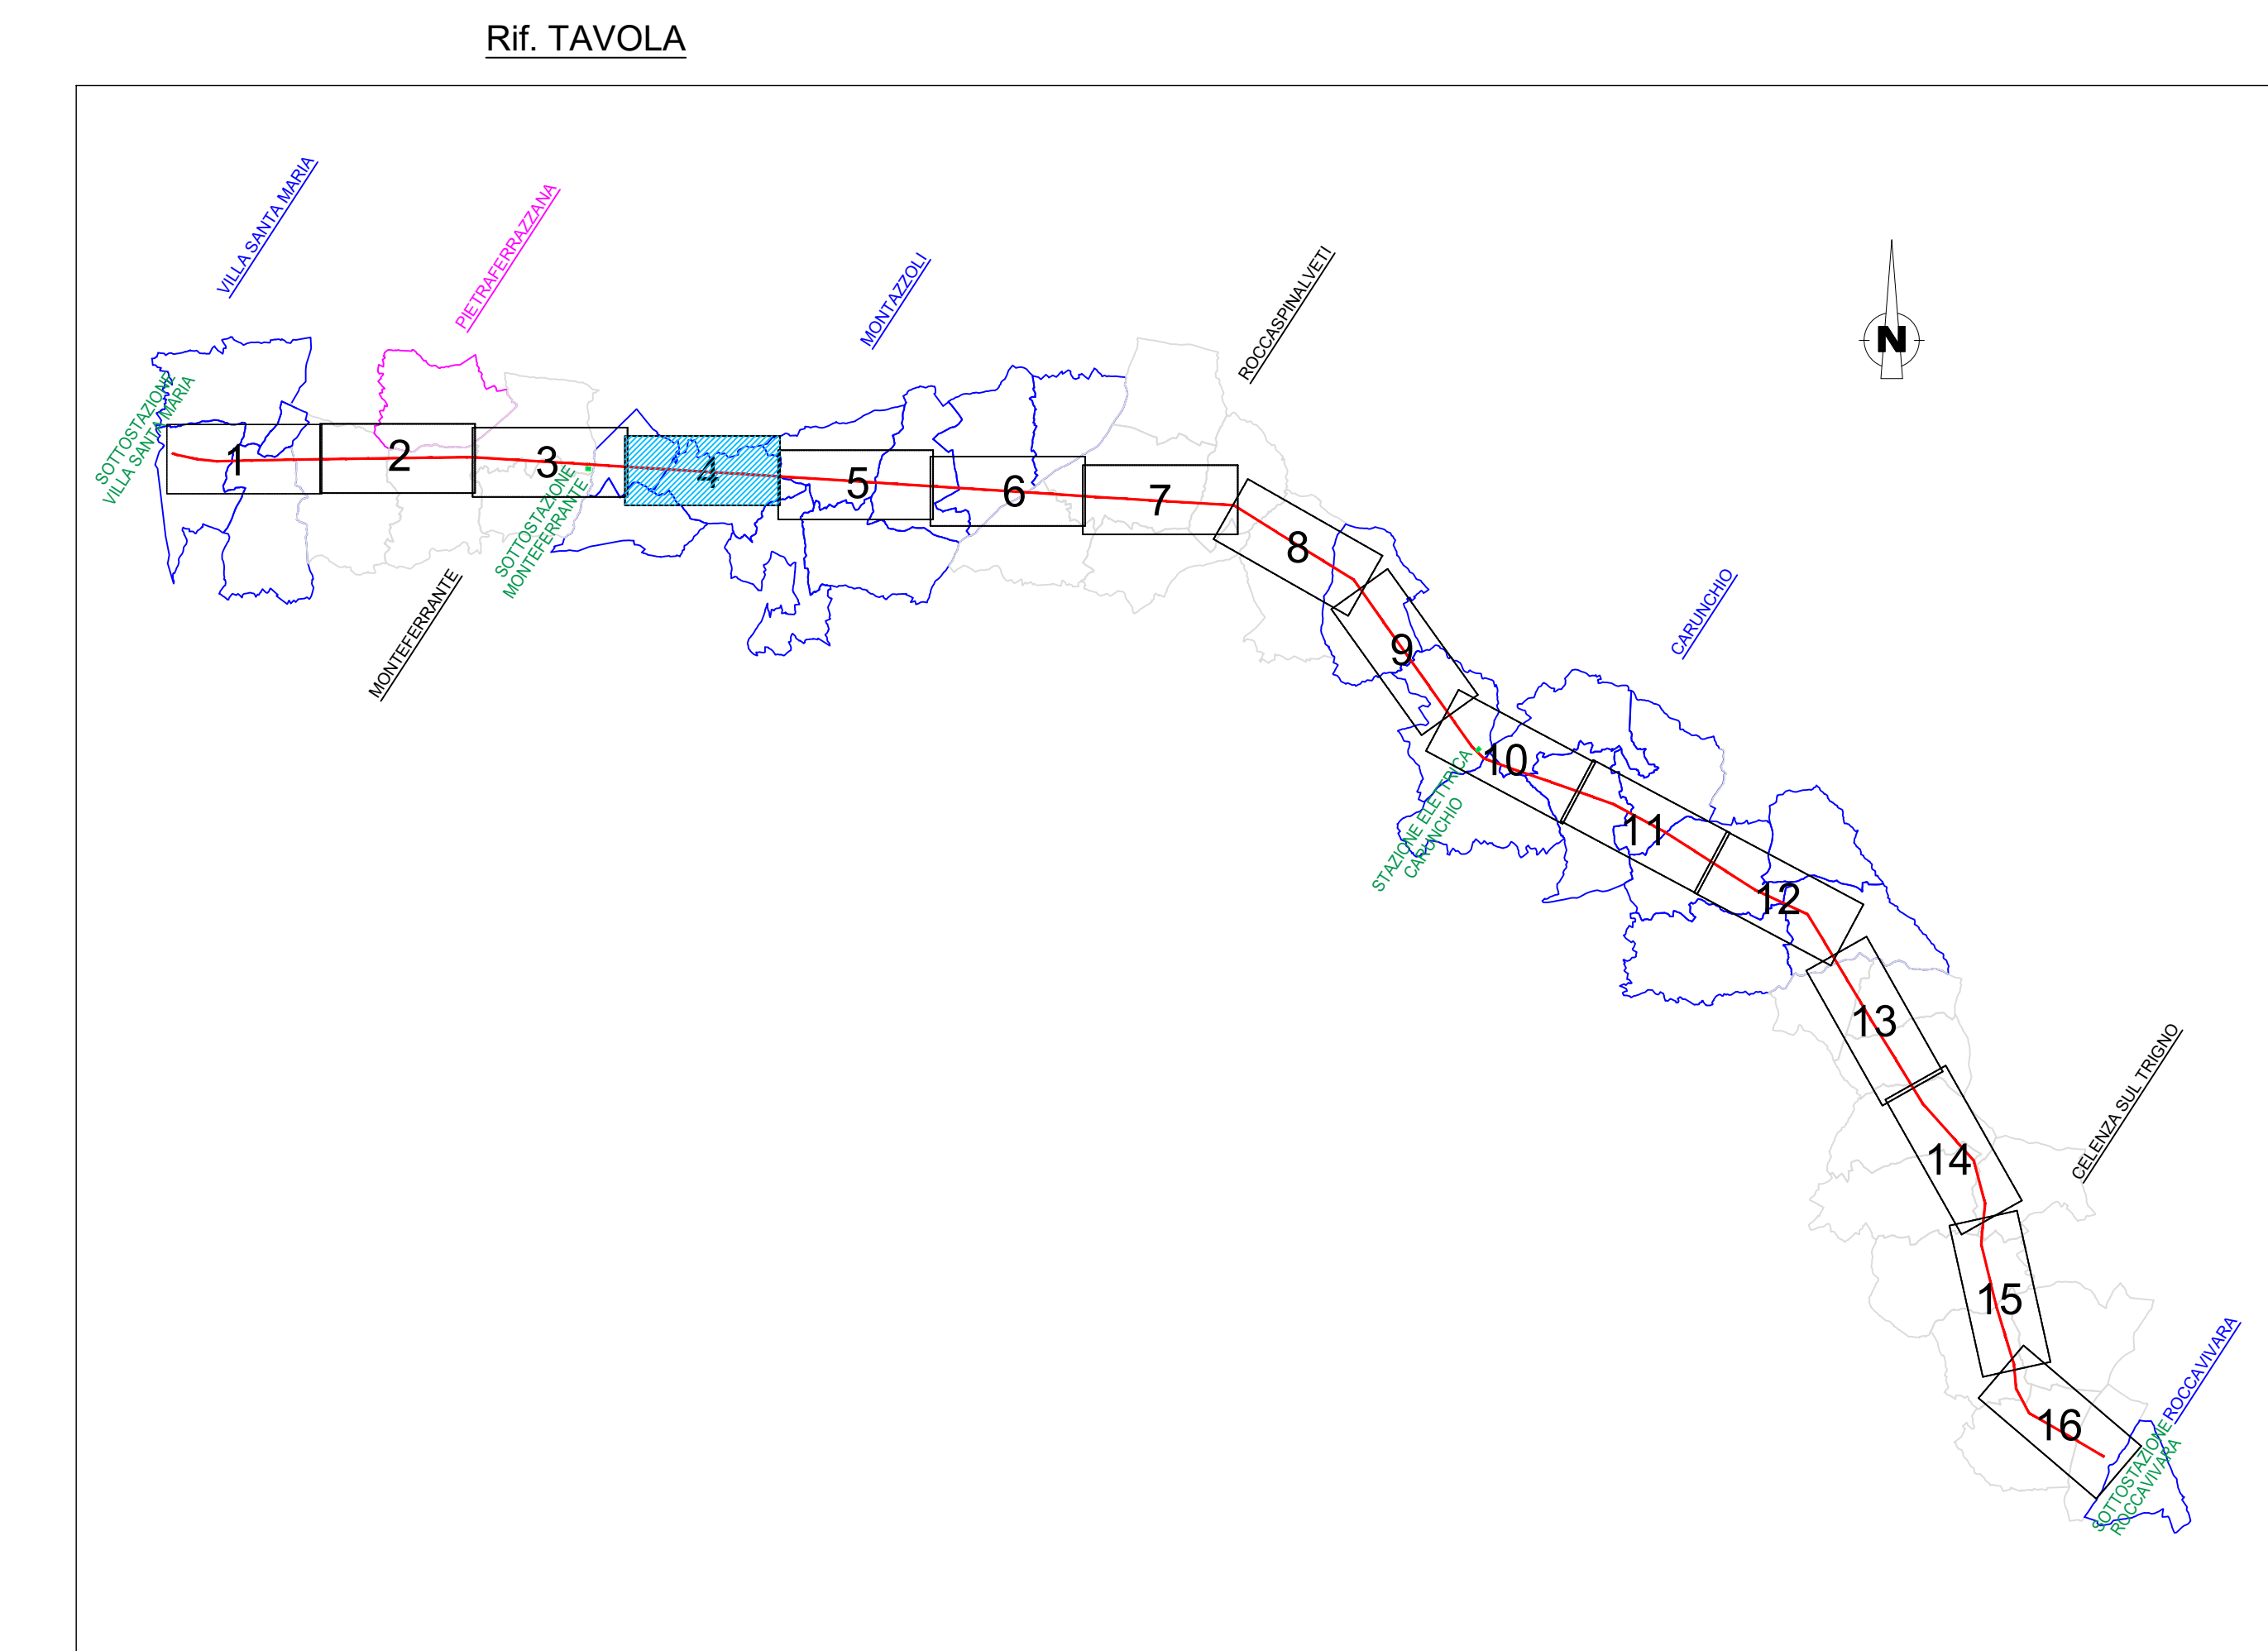 Rif. TAVOLA
VILLA SANTA MARIA
PIETRAFERRAZZANA
MONTAZZOLI
ROCCASPINALVETI
N
SOTTOSTAZIONE
VILLA SANTA MARIA
1
2
3
4
5
6
7
8
SOTTOSTAZIONE
MONTEFERRANTE
MONTEFERRANTE
9
CARUNCHIO
10
STAZIONE ELETTRICA
CARUNCHIO
11
12
13
CELENZA SUL TRIGNO
14
15
ROCCAVIVARA
16
SOTTOSTAZIONE
ROCCAVIVARA